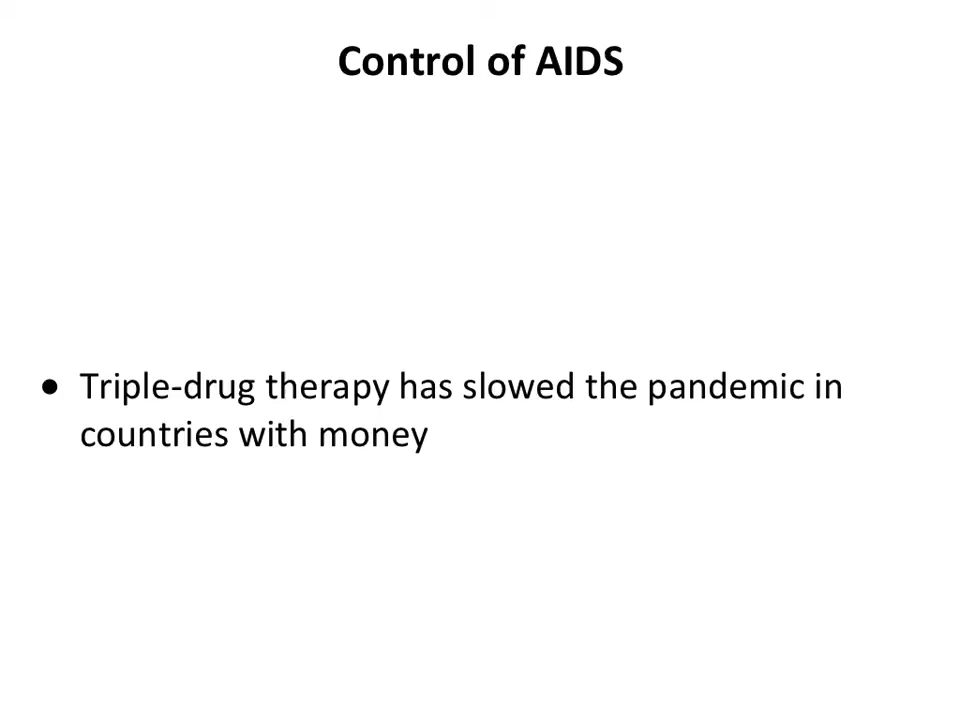 Control of AIDS
● Triple-drug therapy has slowed the pandemic in
countries with money